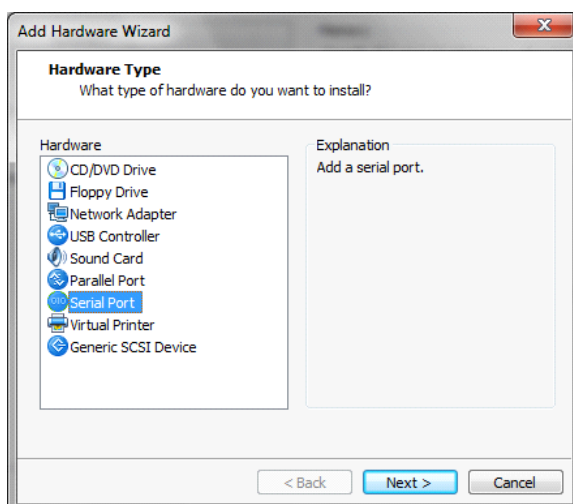 Add Hardware Wizard
Hardware Type
What type of hardware do you want to install?
Hardware
CD/DVD Drive
Floppy Drive
Network Adapter
USB Controller
Sound Card
Parallel Port
Serial Port
Virtual Printer
Generic SCSI Device
Explanation
Add a serial port.
< Back
Next >
Cancel